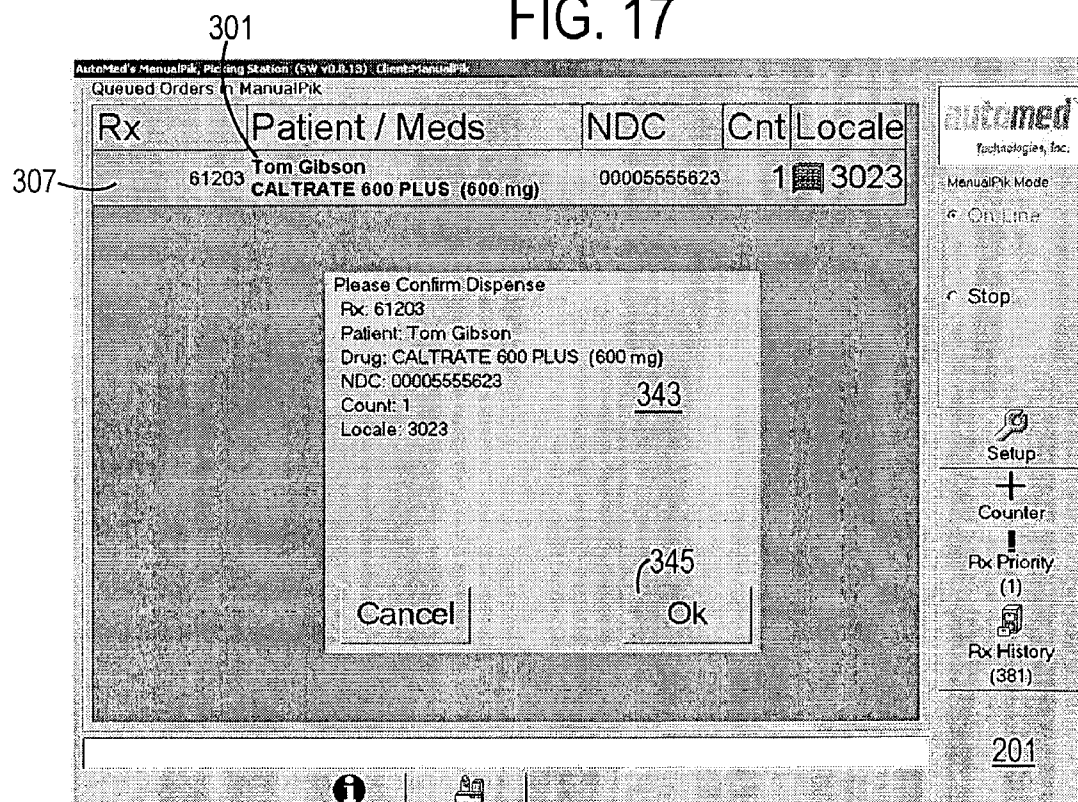 FIG. 17
301
AutoMed's ManualPik, Picking Station (SW v0.8.13) ClientManualPik
Queued Orders in ManualPik
Rx Patient / Meds NDC Cnt Locale
307
61203 Tom Gibson
CALTRATE 600 PLUS (600 mg) 00005555623 1 3023
automed
Technologies, Inc.
ManualPik Mode
On Line
Stop
Please Confirm Dispense
Rx: 61203
Patient: Tom Gibson
Drug: CALTRATE 600 PLUS (600 mg)
NDC: 00005555623
343
Count: 1
Locale: 3023
345
Cancel Ok
Setup
Counter
Rx Priority
(1)
Rx History
(381)
201